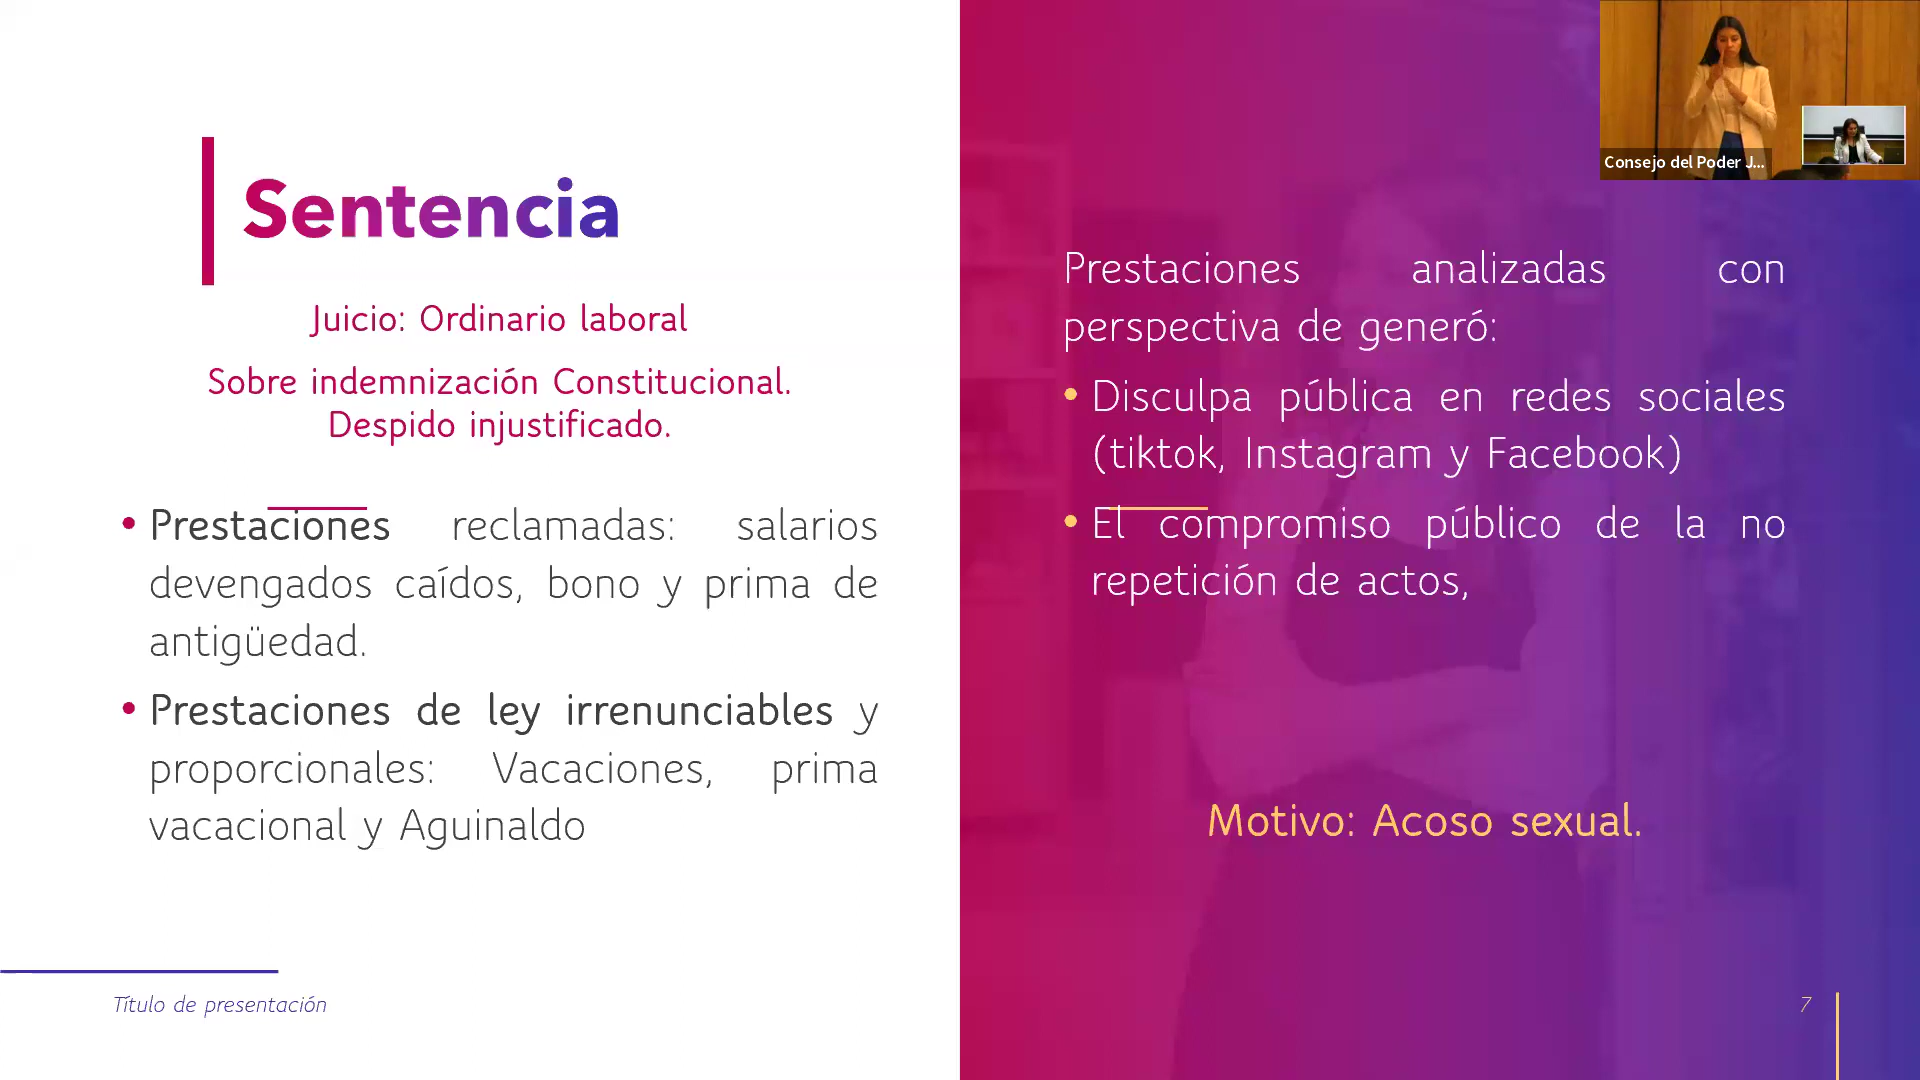 Sentencia
Juicio: Ordinario laboral
Sobre indemnización Constitucional.
Despido injustificado.
• Prestaciones reclamadas: salarios
devengados caídos, bono y prima de
antigüedad.
• Prestaciones de ley irrenunciables y
proporcionales: Vacaciones, prima
vacacional y Aguinaldo
Título de presentación
Consejo del Poder J...
Prestaciones analizadas con
perspectiva de generó:
• Disculpa pública en redes sociales
(tiktok, Instagram y Facebook)
• El compromiso público de la no
repetición de actos,
Motivo: Acoso sexual.
7